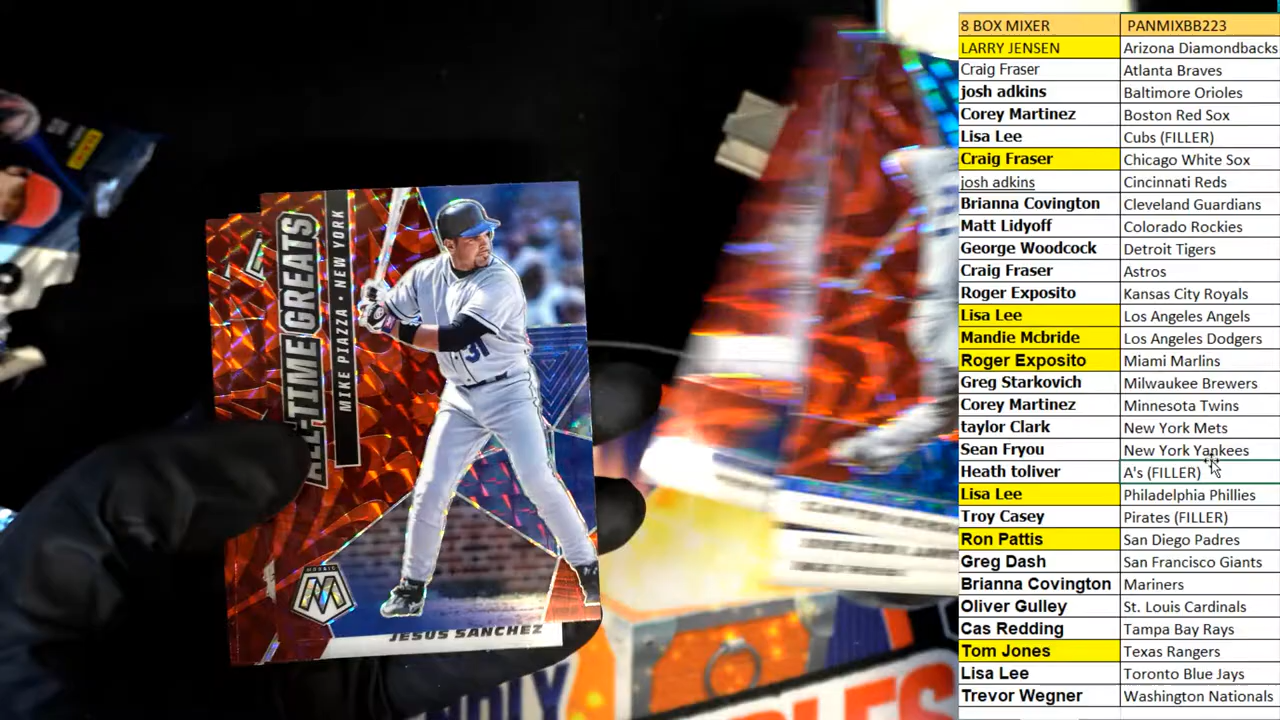 ALL-TIME GREATS
MIKE PIAZZA • NEW YORK
31
MOSAIC
M
JESUS SANCHEZ
8 BOX MIXER PANMIXBB223
LARRY JENSEN Arizona Diamondbacks
Craig Fraser Atlanta Braves
josh adkins Baltimore Orioles
Corey Martinez Boston Red Sox
Lisa Lee Cubs (FILLER)
Craig Fraser Chicago White Sox
josh adkins Cincinnati Reds
Brianna Covington Cleveland Guardians
Matt Lidyoff Colorado Rockies
George Woodcock Detroit Tigers
Craig Fraser Astros
Roger Exposito Kansas City Royals
Lisa Lee Los Angeles Angels
Mandie Mcbride Los Angeles Dodgers
Roger Exposito Miami Marlins
Greg Starkovich Milwaukee Brewers
Corey Martinez Minnesota Twins
taylor Clark New York Mets
Sean Fryou New York Yankees
Heath toliver A's (FILLER)
Lisa Lee Philadelphia Phillies
Troy Casey Pirates (FILLER)
Ron Pattis San Diego Padres
Greg Dash San Francisco Giants
Brianna Covington Mariners
Oliver Gulley St. Louis Cardinals
Cas Redding Tampa Bay Rays
Tom Jones Texas Rangers
Lisa Lee Toronto Blue Jays
Trevor Wegner Washington Nationals